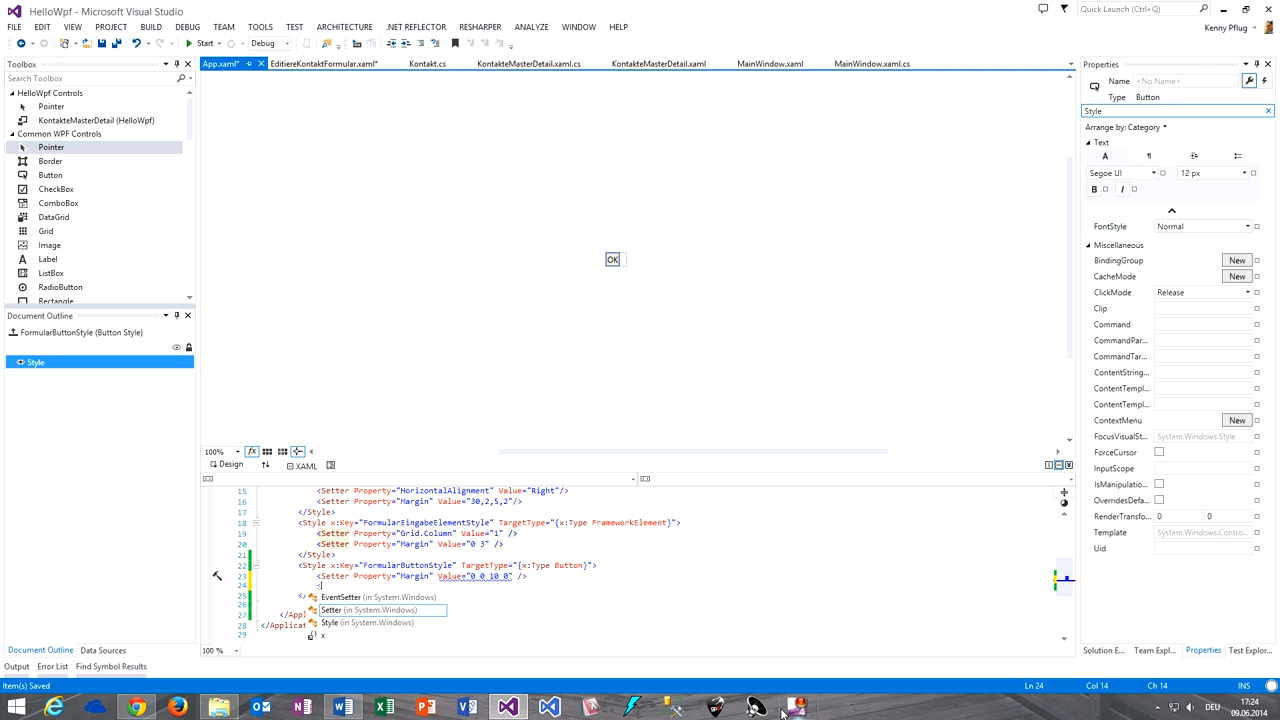 HelloWpf - Microsoft Visual Studio
Quick Launch (Ctrl+Q)
FILE EDIT VIEW PROJECT BUILD DEBUG TEAM TOOLS TEST ARCHITECTURE .NET REFLECTOR RESHARPER ANALYZE WINDOW HELP
Kenny Pflug
Start Debug
Toolbox
App.xaml* EditiereKontaktFormular.xaml* Kontakt.cs KontakteMasterDetail.xaml.cs KontakteMasterDetail.xaml MainWindow.xaml MainWindow.xaml.cs
Properties
Search Toolbox
Name <No Name>
HelloWpf Controls
Type Button
Pointer
Style
KontakteMasterDetail (HelloWpf)
Arrange by: Category
Common WPF Controls
Text
Pointer
Border
Segoe UI 12 px
Button
B I
CheckBox
ComboBox
DataGrid
FontStyle Normal
Grid
Miscellaneous
Image
BindingGroup New
Label
OK
CacheMode New
ListBox
ClickMode Release
RadioButton
Clip
Rectangle
Command
Document Outline
CommandPar...
FormularButtonStyle (Button Style)
CommandTar...
Style
ContentString...
ContentTempl...
ContentTempl...
ContextMenu New
FocusVisualSt... System.Windows.Style
100% fx
ForceCursor
Design XAML
InputScope
IsManipulatio...
OverridesDefa...
RenderTransfo... 0 0
Template System.Windows.Contro...
Uid
15 <Setter Property="HorizontalAlignment" Value="Right"/>
16 <Setter Property="Margin" Value="30,2,5,2"/>
17 </Style>
18 <Style x:Key="FormularEingabeElementStyle" TargetType="{x:Type FrameworkElement}">
19 <Setter Property="Grid.Column" Value="1" />
20 <Setter Property="Margin" Value="0 3" />
21 </Style>
22 <Style x:Key="FormularButtonStyle" TargetType="{x:Type Button}">
23 <Setter Property="Margin" Value="0 0 10 0" />
24 <
25 </
EventSetter (in System.Windows)
26
Setter (in System.Windows)
27 </Appl
Style (in System.Windows)
28 </Applicat
29
{} x
100 %
Document Outline Data Sources
Solution E... Team Expl... Properties Test Explor...
Output Error List Find Symbol Results
Item(s) Saved
Ln 24 Col 14 Ch 14 INS
DEU
17:24
09.06.2014